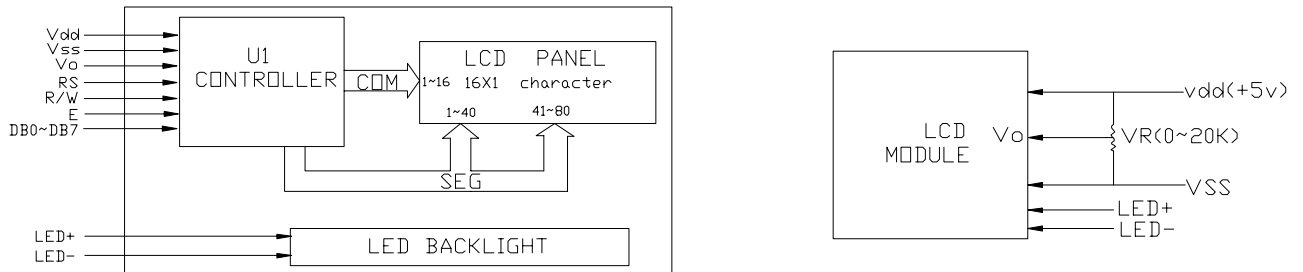 Vdd
Vss
Vo
RS
R/W
E
DB0~DB7
U1
CONTROLLER
COM
LCD PANEL
1~16 16X1 character
1~40 41~80
SEG
LED+
LED-
LED BACKLIGHT
LCD
MODULE
Vo
vdd(+5v)
VR(0~20K)
VSS
LED+
LED-